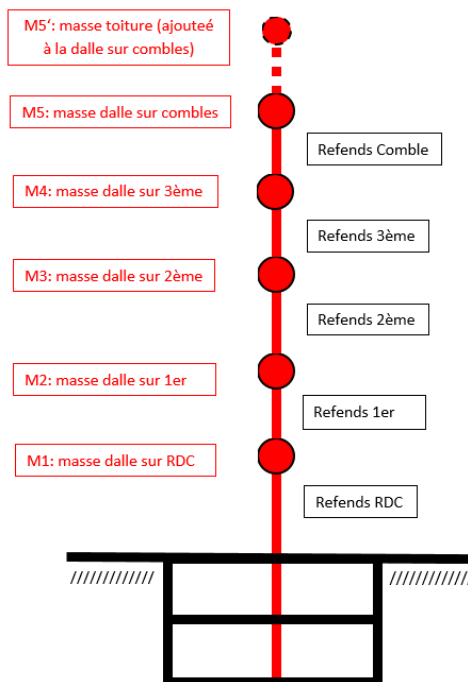 M5‘: masse toiture (ajouteé
à la dalle sur combles)
M5: masse dalle sur combles
Refends Comble
M4: masse dalle sur 3ème
Refends 3ème
M3: masse dalle sur 2ème
Refends 2ème
M2: masse dalle sur 1er
Refends 1er
M1: masse dalle sur RDC
Refends RDC